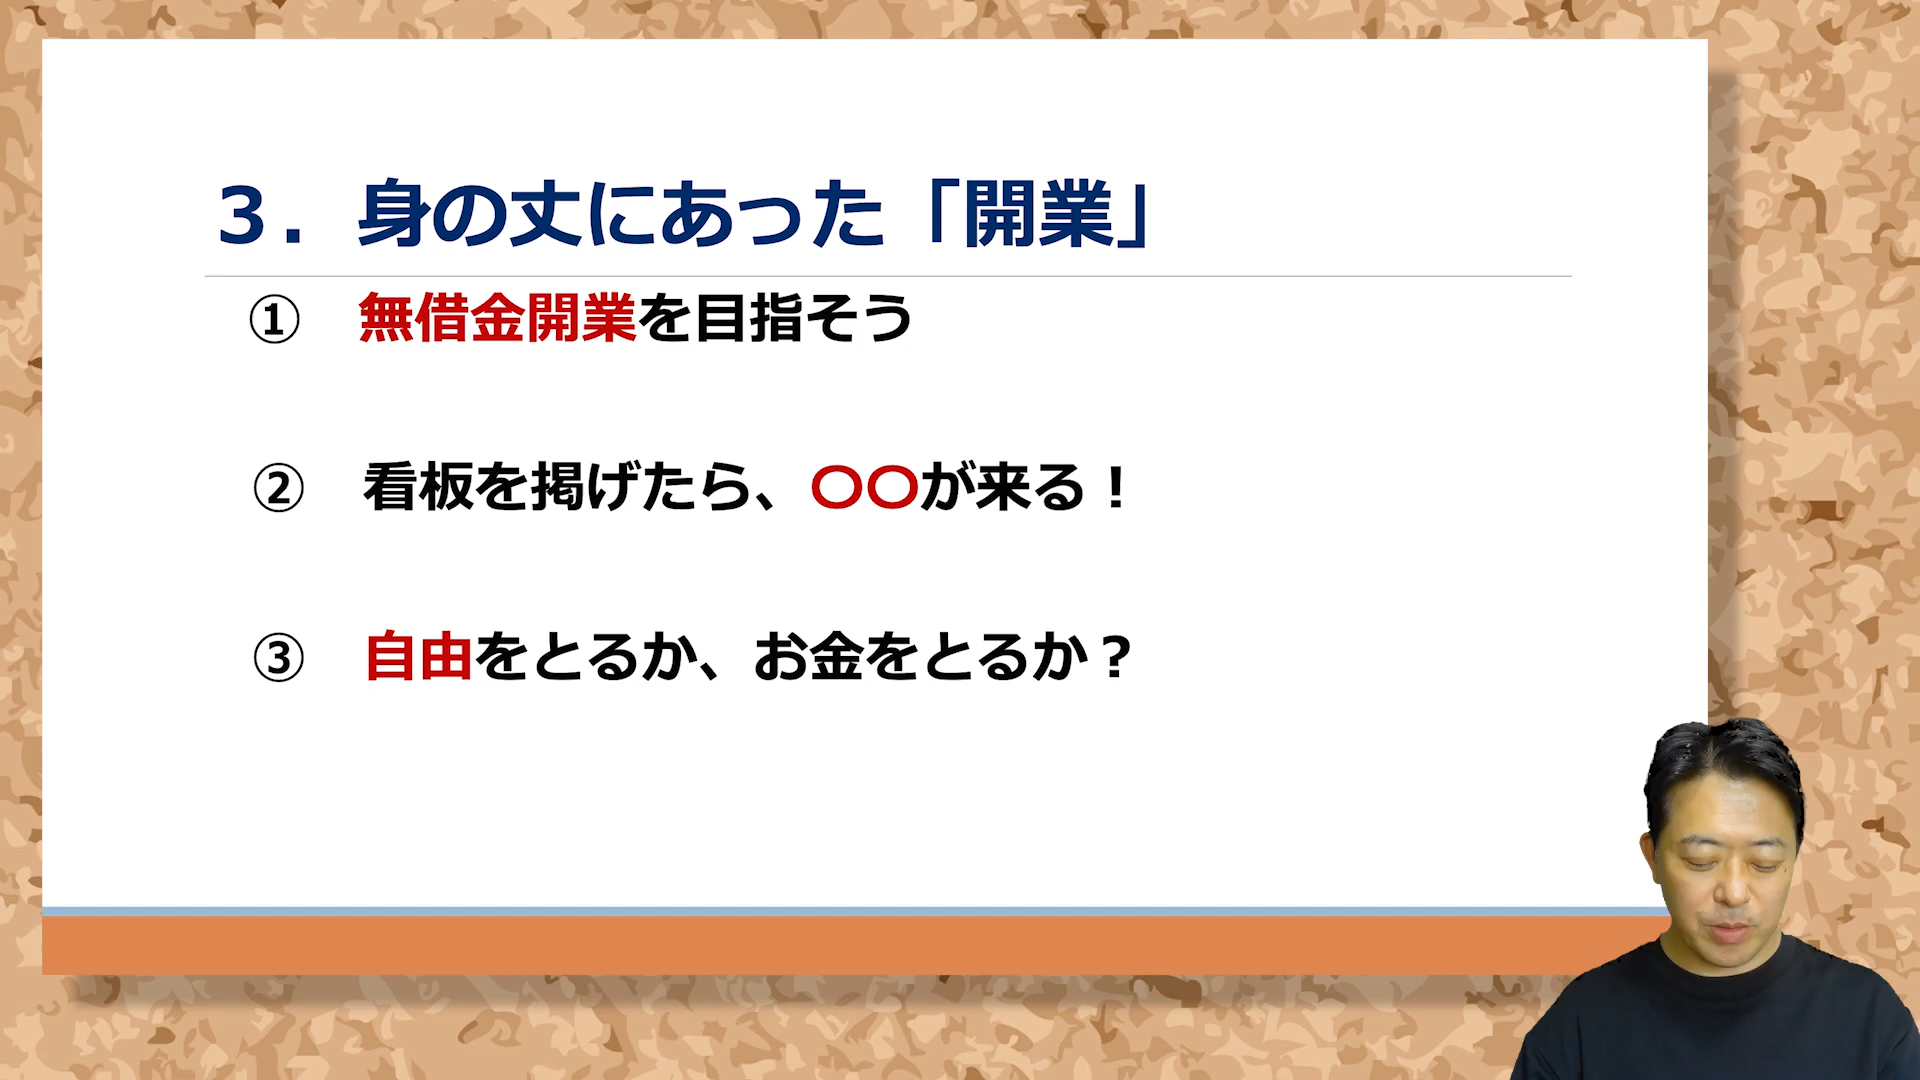 3．身の丈にあった「開業」
① 無借金開業を目指そう
② 看板を掲げたら、〇〇が来る！
③ 自由をとるか、お金をとるか？